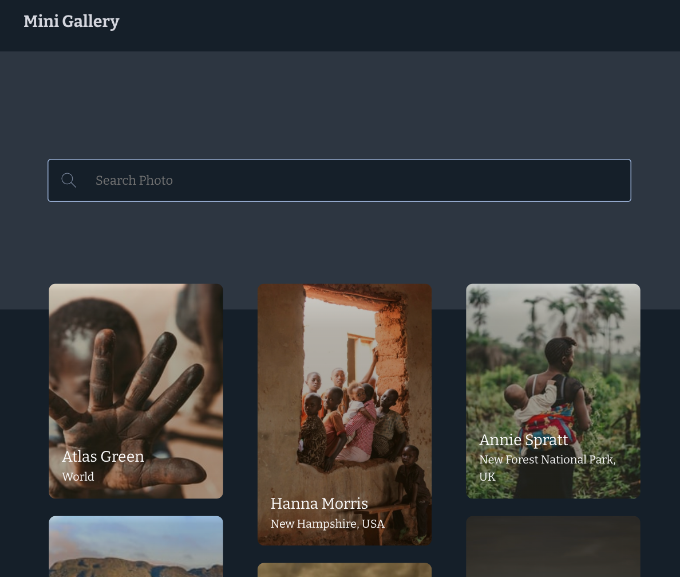 Mini Gallery
Search Photo
Atlas Green
World
Hanna Morris
New Hampshire, USA
Annie Spratt
New Forest National Park,
UK